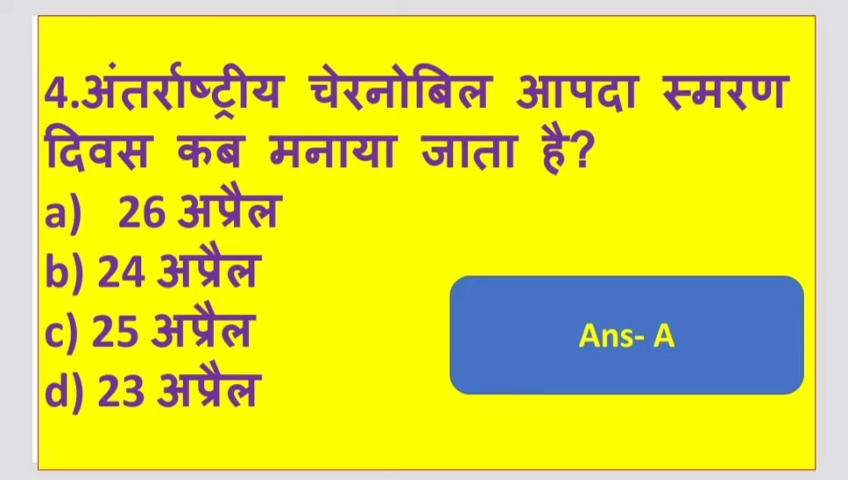 4.अंतर्राष्ट्रीय चेरनोबिल आपदा स्मरण
दिवस कब मनाया जाता है?
a) 26 अप्रैल
b) 24 अप्रैल
c) 25 अप्रैल
d) 23 अप्रैल
Ans- A